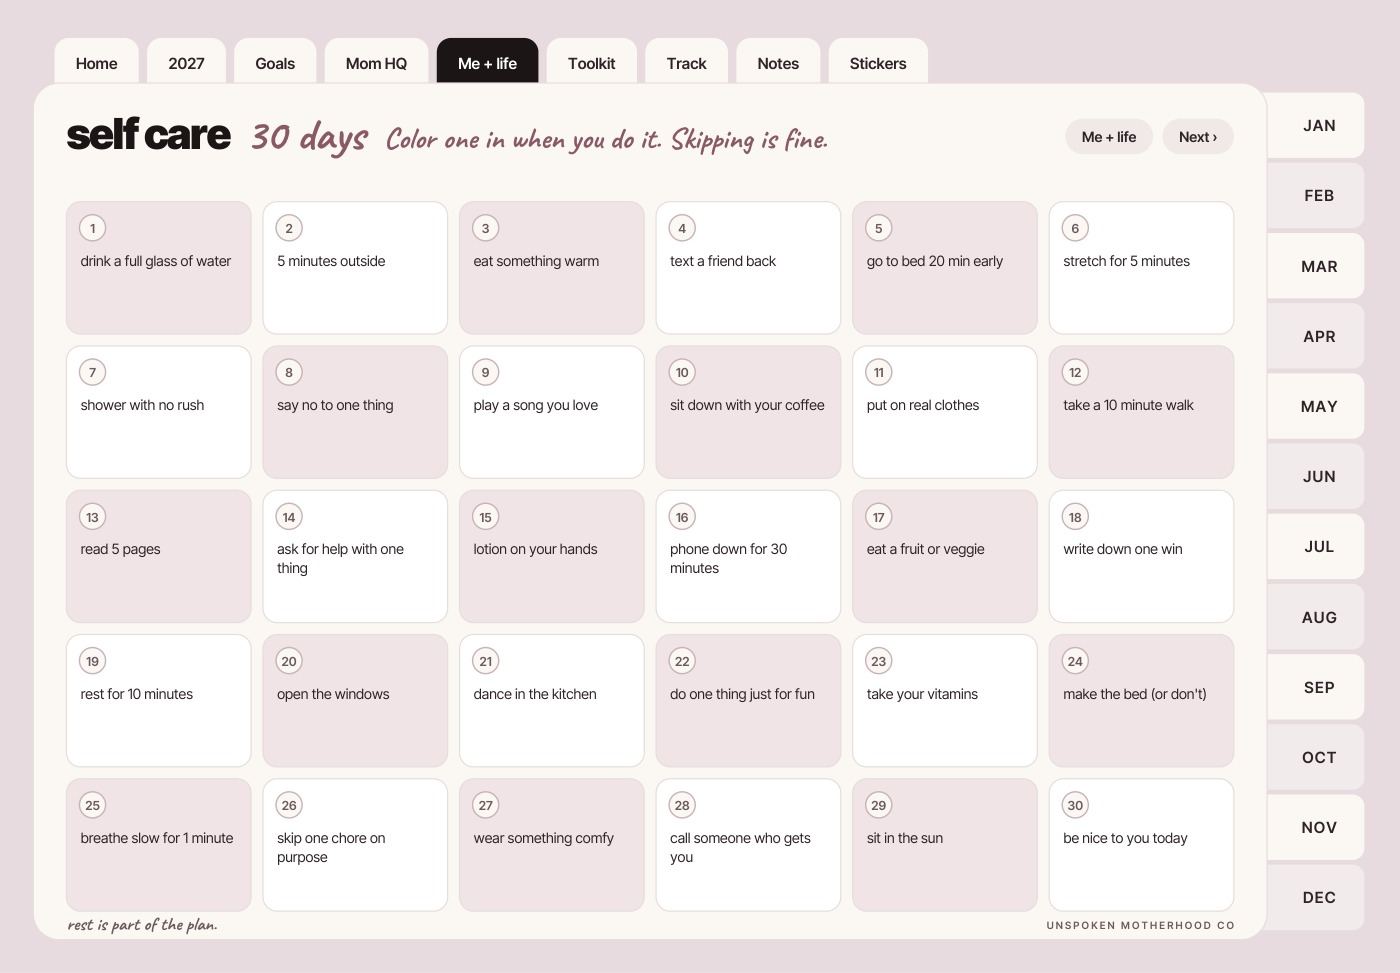 Home
2027
Goals
Mom HQ
Me + life
Toolkit
Track
Notes
Stickers
self care 30 days Color one in when you do it. Skipping is fine.
Me + life
Next ›
1
drink a full glass of water
2
5 minutes outside
3
eat something warm
4
text a friend back
5
go to bed 20 min early
6
stretch for 5 minutes
7
shower with no rush
8
say no to one thing
9
play a song you love
10
sit down with your coffee
11
put on real clothes
12
take a 10 minute walk
13
read 5 pages
14
ask for help with one
thing
15
lotion on your hands
16
phone down for 30
minutes
17
eat a fruit or veggie
18
write down one win
19
rest for 10 minutes
20
open the windows
21
dance in the kitchen
22
do one thing just for fun
23
take your vitamins
24
make the bed (or don't)
25
breathe slow for 1 minute
26
skip one chore on
purpose
27
wear something comfy
28
call someone who gets
you
29
sit in the sun
30
be nice to you today
rest is part of the plan.
UNSPOKEN MOTHERHOOD CO
JAN
FEB
MAR
APR
MAY
JUN
JUL
AUG
SEP
OCT
NOV
DEC